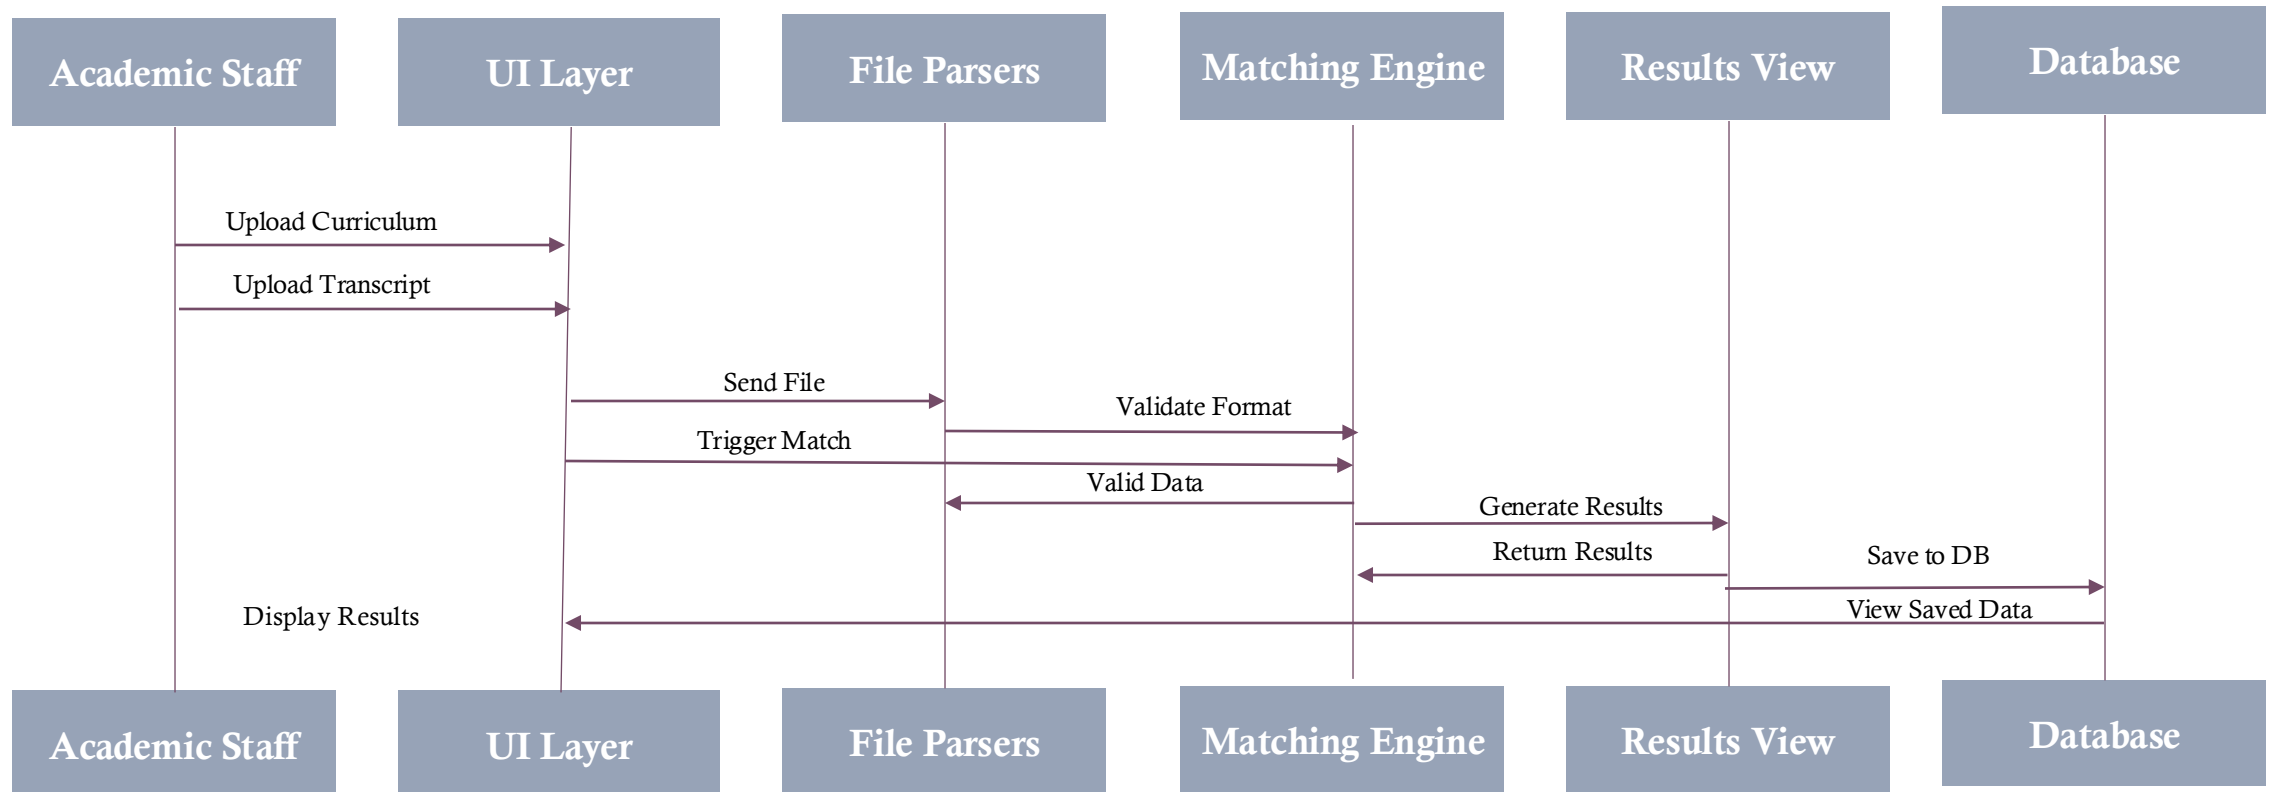 Academic Staff
UI Layer
File Parsers
Matching Engine
Results View
Database
Upload Curriculum
Upload Transcript
Send File
Validate Format
Trigger Match
Valid Data
Generate Results
Return Results
Save to DB
View Saved Data
Display Results
Academic Staff
UI Layer
File Parsers
Matching Engine
Results View
Database